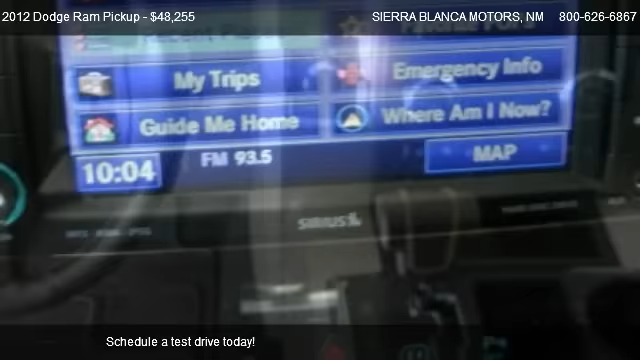 2012 Dodge Ram Pickup - $48,255 SIERRA BLANCA MOTORS, NM 800-626-6867
My Trips Emergency Info
Guide Me Home Where Am I Now?
10:04 FM 93.5 MAP
SIRIUS
Schedule a test drive today!